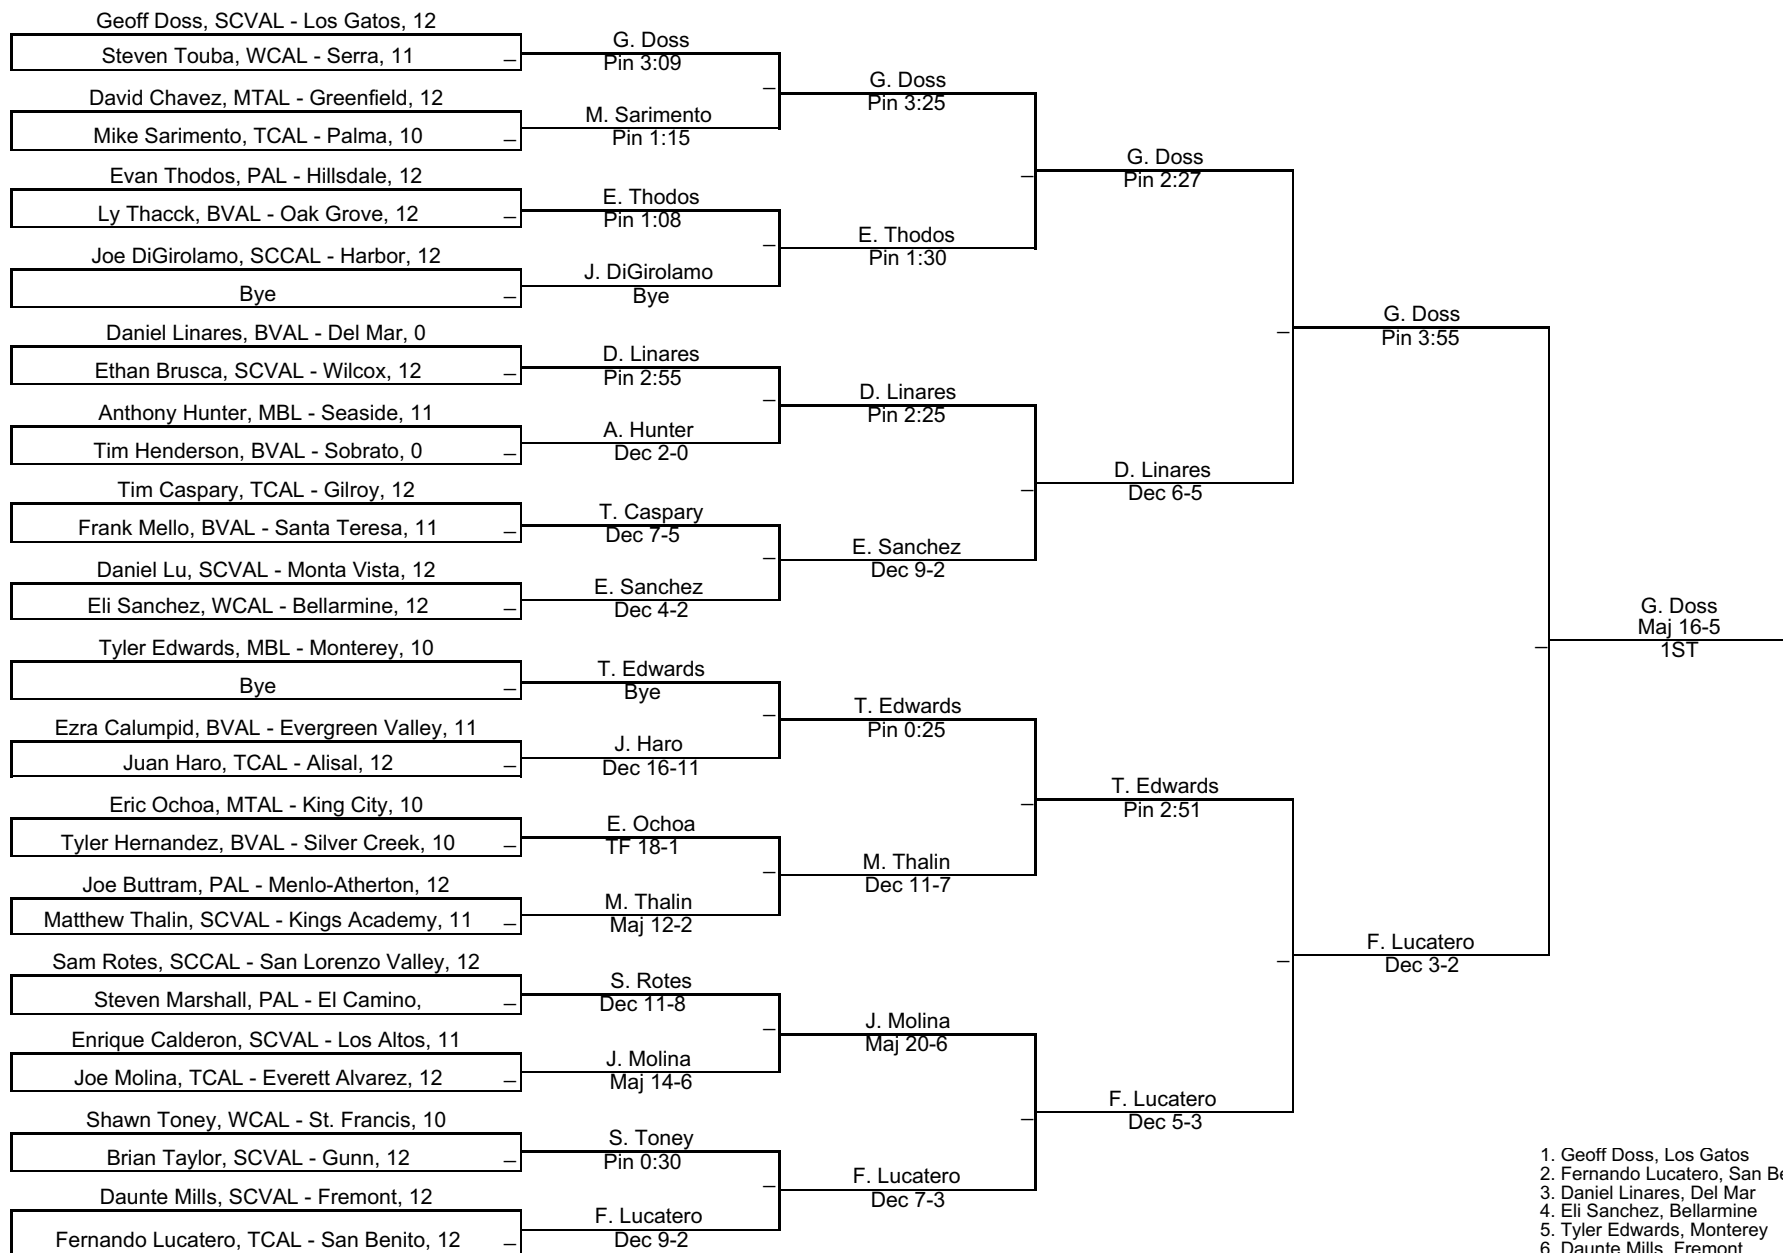 Geoff Doss, SCVAL - Los Gatos, 12
Steven Touba, WCAL - Serra, 11
David Chavez, MTAL - Greenfield, 12
Mike Sarimento, TCAL - Palma, 10
Evan Thodos, PAL - Hillsdale, 12
Ly Thacck, BVAL - Oak Grove, 12
Joe DiGirolamo, SCCAL - Harbor, 12
Bye
Daniel Linares, BVAL - Del Mar, 0
Ethan Brusca, SCVAL - Wilcox, 12
Anthony Hunter, MBL - Seaside, 11
Tim Henderson, BVAL - Sobrato, 0
Tim Caspary, TCAL - Gilroy, 12
Frank Mello, BVAL - Santa Teresa, 11
Daniel Lu, SCVAL - Monta Vista, 12
Eli Sanchez, WCAL - Bellarmine, 12
Tyler Edwards, MBL - Monterey, 10
Bye
Ezra Calumpid, BVAL - Evergreen Valley, 11
Juan Haro, TCAL - Alisal, 12
Eric Ochoa, MTAL - King City, 10
Tyler Hernandez, BVAL - Silver Creek, 10
Joe Buttram, PAL - Menlo-Atherton, 12
Matthew Thalin, SCVAL - Kings Academy, 11
Sam Rotes, SCCAL - San Lorenzo Valley, 12
Steven Marshall, PAL - El Camino,
Enrique Calderon, SCVAL - Los Altos, 11
Joe Molina, TCAL - Everett Alvarez, 12
Shawn Toney, WCAL - St. Francis, 10
Brian Taylor, SCVAL - Gunn, 12
Daunte Mills, SCVAL - Fremont, 12
Fernando Lucatero, TCAL - San Benito, 12
G. Doss
Pin 3:09
M. Sarimento
Pin 1:15
E. Thodos
Pin 1:08
J. DiGirolamo
Bye
D. Linares
Pin 2:55
A. Hunter
Dec 2-0
T. Caspary
Dec 7-5
E. Sanchez
Dec 4-2
T. Edwards
Bye
J. Haro
Dec 16-11
E. Ochoa
TF 18-1
M. Thalin
Maj 12-2
S. Rotes
Dec 11-8
J. Molina
Maj 14-6
S. Toney
Pin 0:30
F. Lucatero
Dec 9-2
G. Doss
Pin 3:25
E. Thodos
Pin 1:30
D. Linares
Pin 2:25
E. Sanchez
Dec 9-2
T. Edwards
Pin 0:25
M. Thalin
Dec 11-7
J. Molina
Maj 20-6
F. Lucatero
Dec 7-3
G. Doss
Pin 2:27
D. Linares
Dec 6-5
T. Edwards
Pin 2:51
F. Lucatero
Dec 5-3
G. Doss
Pin 3:55
F. Lucatero
Dec 3-2
G. Doss
Maj 16-5
1ST
1. Geoff Doss, Los Gatos
2. Fernando Lucatero, San Be
3. Daniel Linares, Del Mar
4. Eli Sanchez, Bellarmine
5. Tyler Edwards, Monterey
6. Daunte Mills, Fremont